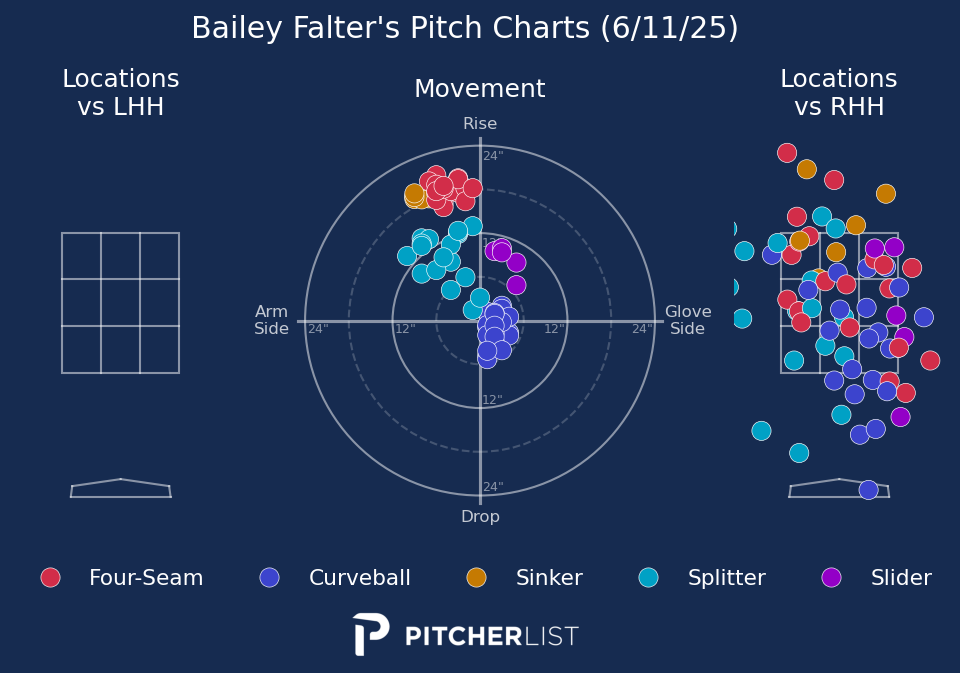 Bailey Falter's Pitch Charts (6/11/25)
Locations
vs LHH
Movement
Locations
vs RHH
Rise
24"
12"
Arm
Side
24"
12"
12"
24"
Glove
Side
12"
24"
Drop
Four-Seam
Curveball
Sinker
Splitter
Slider
PITCHERLIST